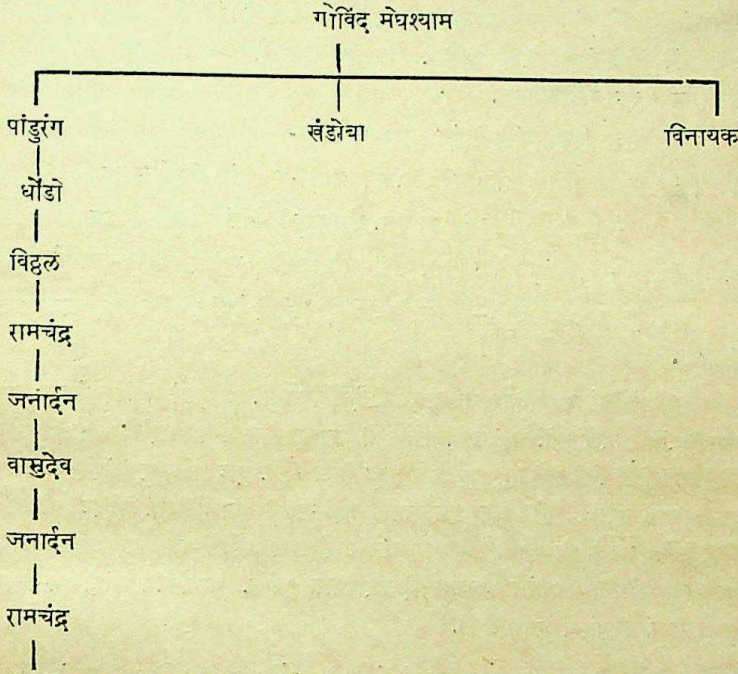 गोविंद मेघश्याम
पांडुरंग खंडोबा विनायक
धोंडो
विठ्ठल
रामचंद्र
जनार्दन
वासुदेव
जनार्दन
रामचंद्र